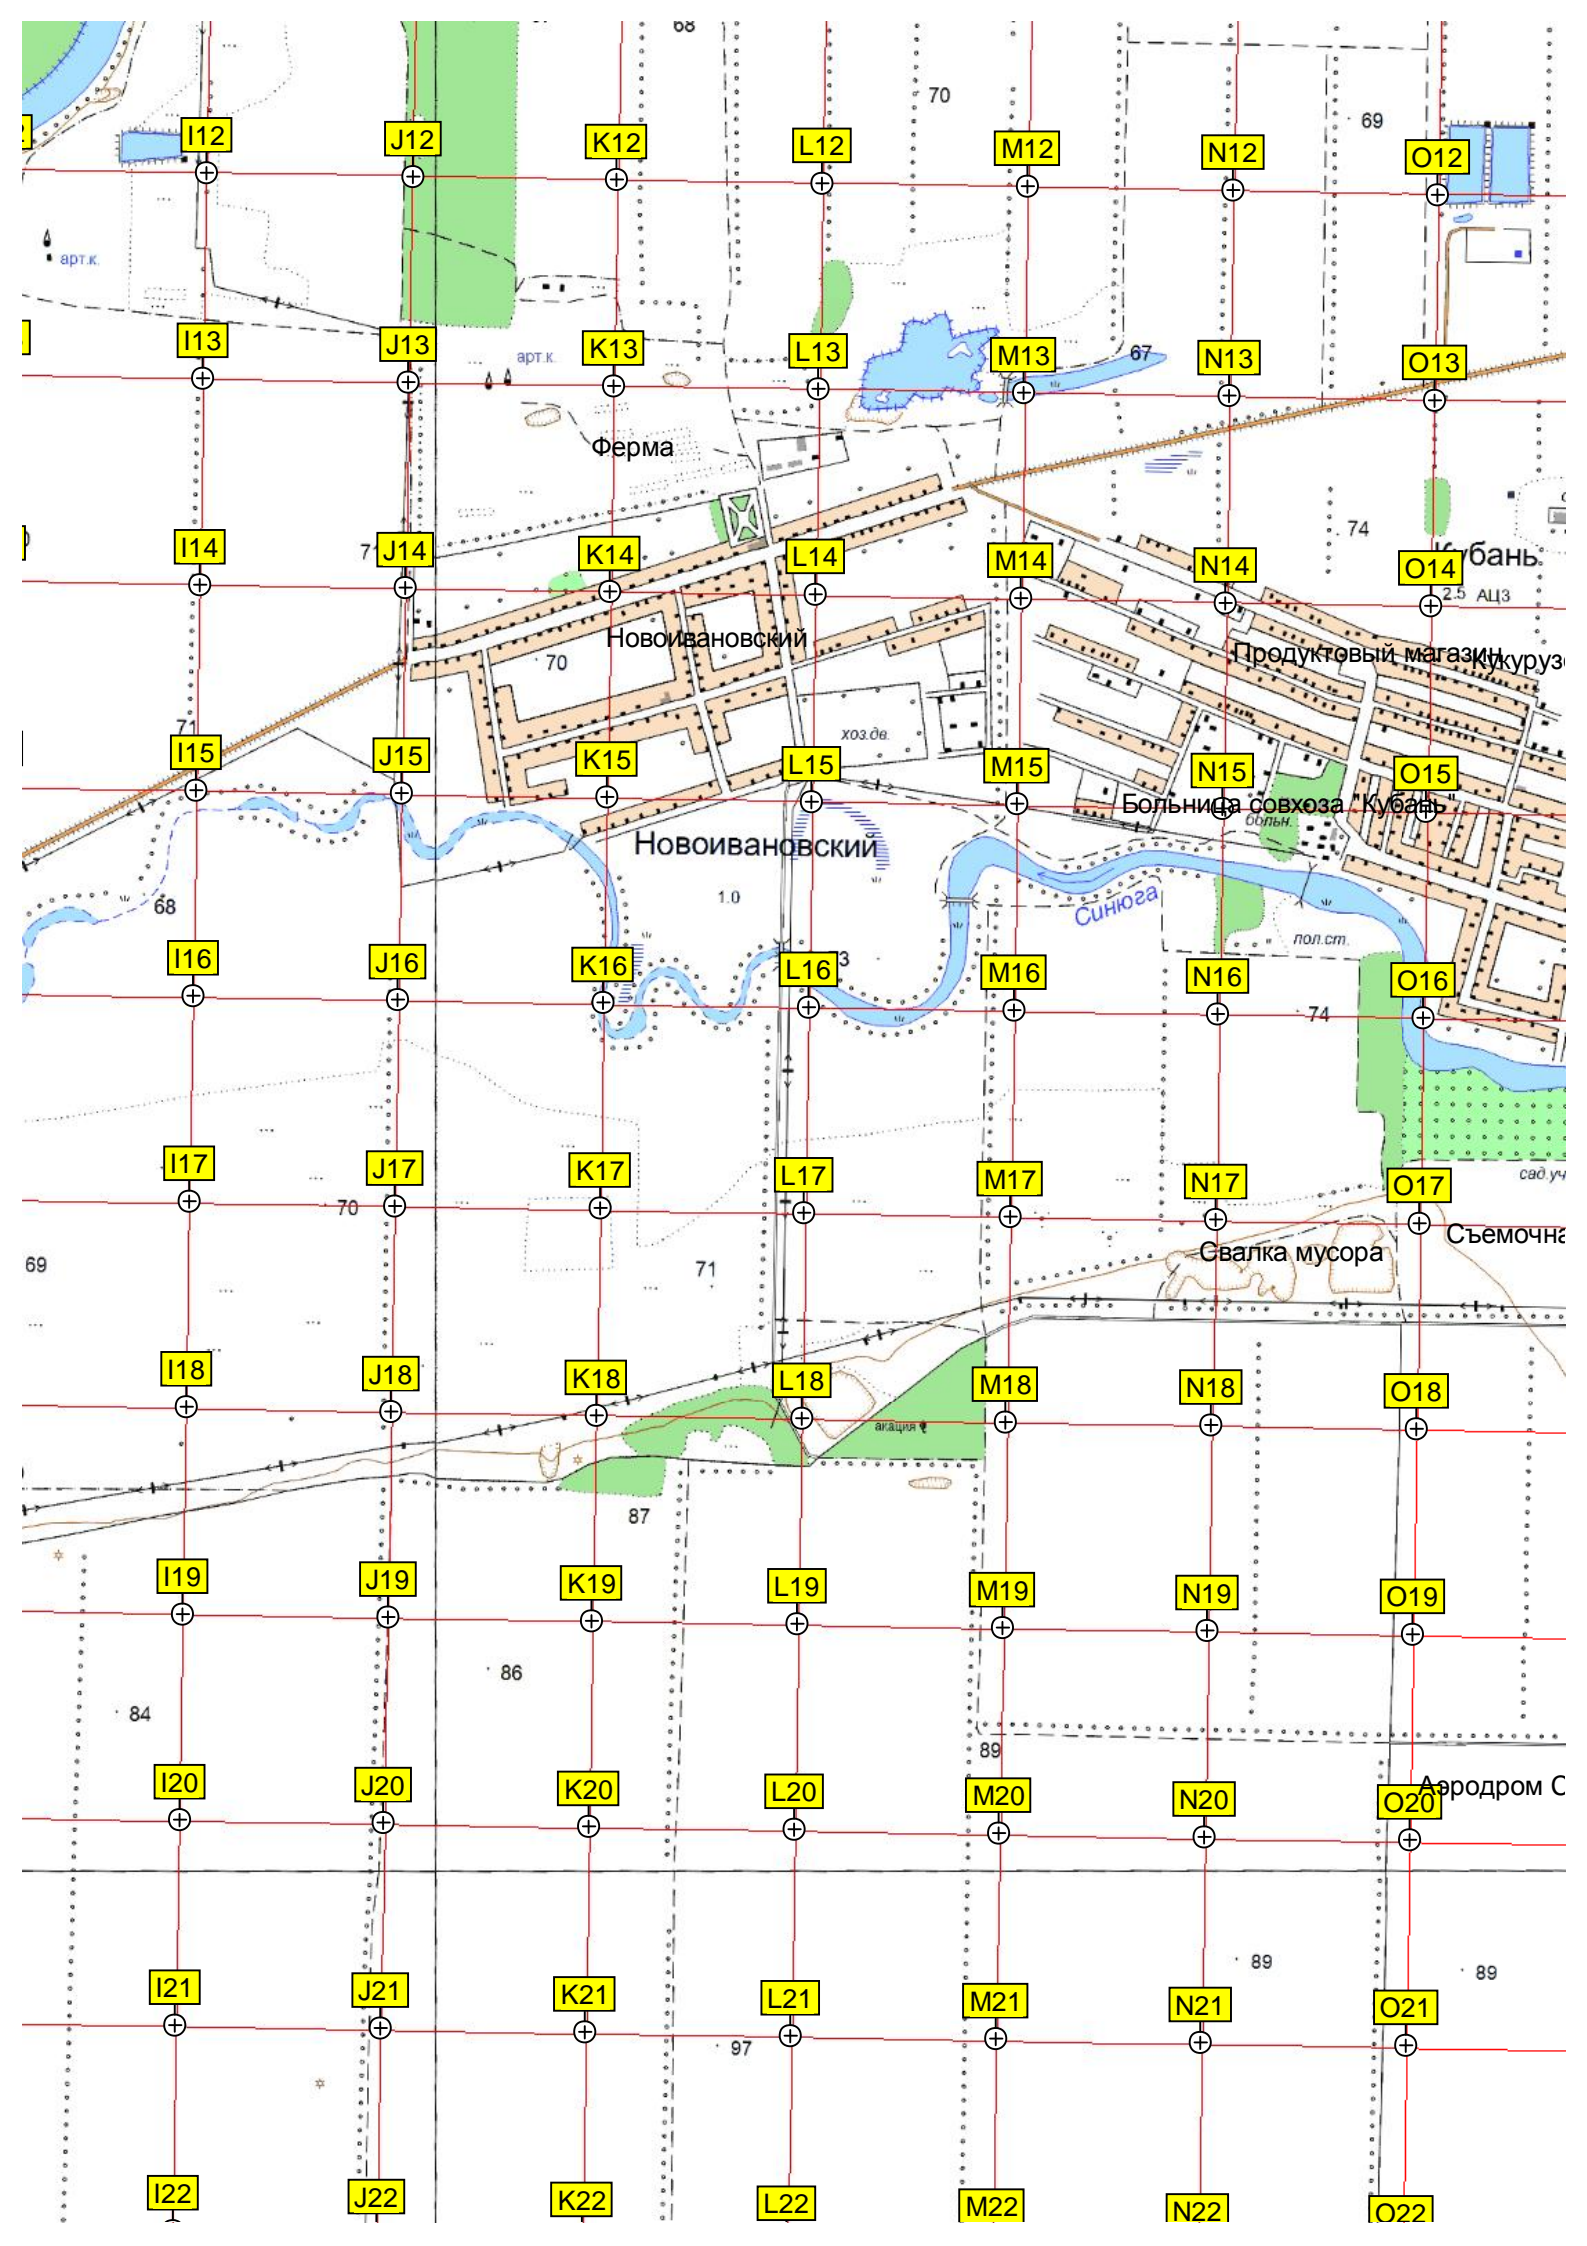 68
70
69
I12
J12
K12
L12
M12
N12
O12
арт.к.
I13
J13
K13
L13
M13
67
N13
O13
арт.к.
Ферма
74
I14
J14
K14
L14
M14
N14
O14
Кубань
2.5 АЦЗ
Новоивановский
70
Продуктовый магазин
71
хоз.дв.
I15
J15
K15
L15
M15
N15
O15
Больница совхоза "Кубань"
больн.
Новоивановский
68
1.0
Синюга
пол.ст.
I16
J16
K16
L16
M16
N16
O16
74
I17
J17
K17
L17
M17
N17
O17
сад.уч
70
Съемочна
Свалка мусора
69
71
I18
J18
K18
L18
M18
N18
O18
акация
87
I19
J19
K19
L19
M19
N19
O19
86
84
89
I20
J20
K20
L20
M20
N20
O20
Аэродром С
89
89
I21
J21
K21
L21
M21
N21
O21
97
I22
J22
K22
L22
M22
N22
O22